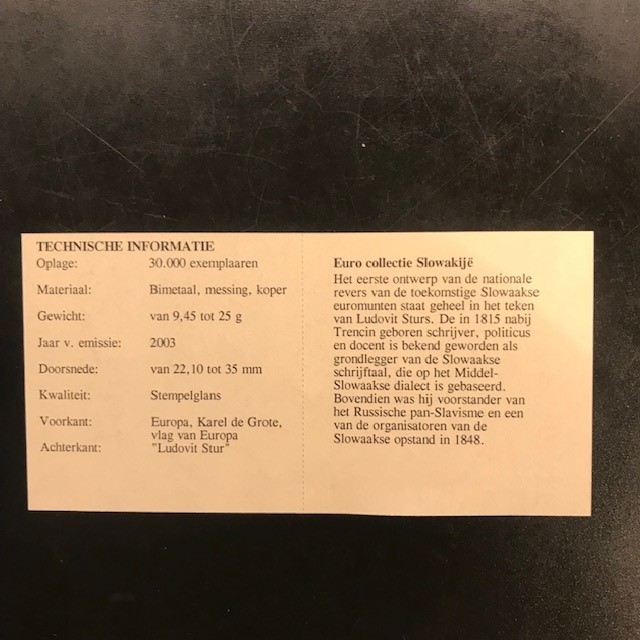 TECHNISCHE INFORMATIE
Oplage: 30.000 exemplaaren
Materiaal: Bimetaal, messing, koper
Gewicht: van 9,45 tot 25 g
Jaar v. emissie: 2003
Doorsnede: van 22,10 tot 35 mm
Kwaliteit: Stempelglans
Voorkant: Europa, Karel de Grote,
vlag van Europa
Achterkant: "Ludovit Stur"
Euro collectie Slowakijë
Het eerste ontwerp van de nationale
revers van de toekomstige Slowaakse
euromunten staat geheel in het teken
van Ludovit Sturs. De in 1815 nabij
Trencin geboren schrijver, politicus
en docent is bekend geworden als
grondlegger van de Slowaakse
schrijftaal, die op het Middel-
Slowaakse dialect is gebaseerd.
Bovendien was hij voorstander van
het Russische pan-Slavisme en een
van de organisatoren van de
Slowaakse opstand in 1848.